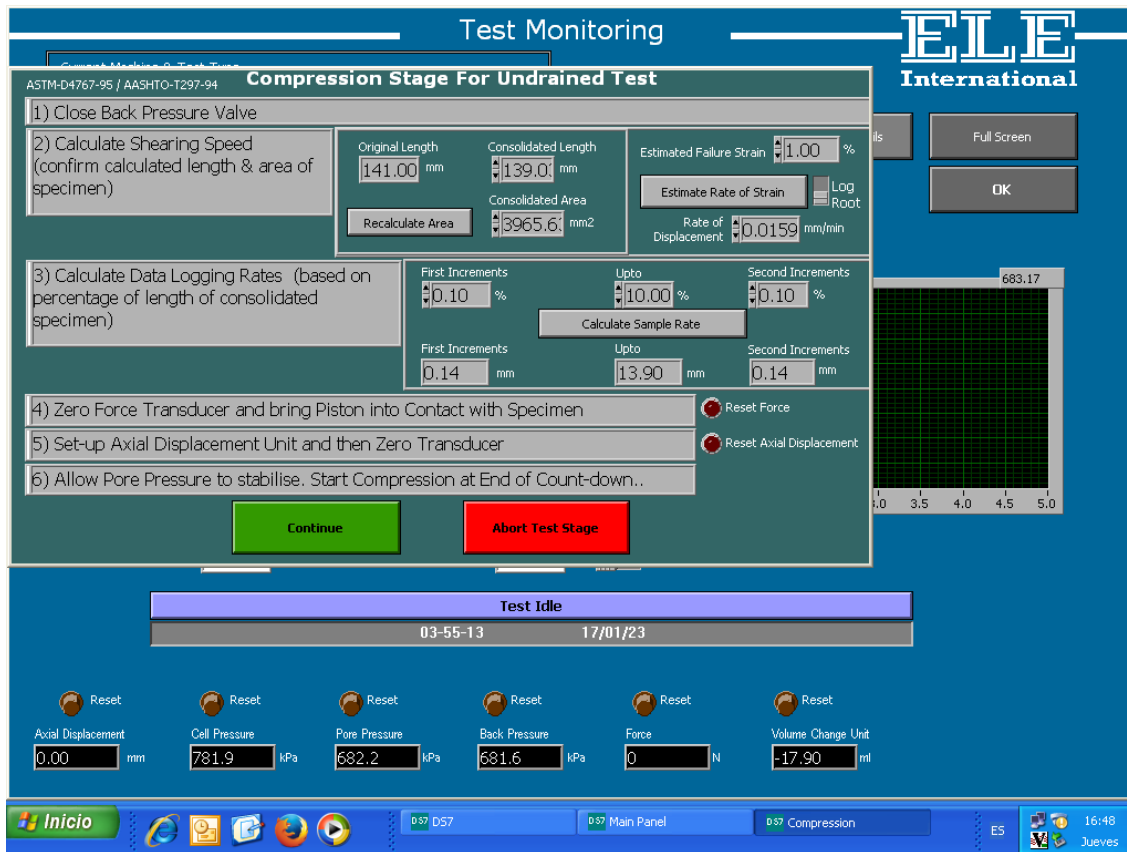 Test Monitoring
ELE
International
ASTM-D4767-95 / AASHTO-T297-94
Compression Stage For Undrained Test
1) Close Back Pressure Valve
2) Calculate Shearing Speed
(confirm calculated length & area of
specimen)
Original Length
141.00 mm
Consolidated Length
139.0 mm
Consolidated Area
3965.6 mm2
Recalculate Area
Estimated Failure Strain 1.00 %
Estimate Rate of Strain
Log
Root
Rate of
Displacement 0.0159 mm/min
Full Screen
OK
3) Calculate Data Logging Rates (based on
percentage of length of consolidated
specimen)
First Increments
0.10 %
Upto
10.00 %
Second Increments
0.10 %
Calculate Sample Rate
First Increments
0.14 mm
Upto
13.90 mm
Second Increments
0.14 mm
683.17
3.5 4.0 4.5 5.0
4) Zero Force Transducer and bring Piston into Contact with Specimen
Reset Force
5) Set-up Axial Displacement Unit and then Zero Transducer
Reset Axial Displacement
6) Allow Pore Pressure to stabilise. Start Compression at End of Count-down..
Continue
Abort Test Stage
Test Idle
03-55-13 17/01/23
Reset Reset Reset Reset Reset Reset
Axial Displacement
0.00 mm
Cell Pressure
781.9 kPa
Pore Pressure
682.2 kPa
Back Pressure
681.6 kPa
Force
0 N
Volume Change Unit
-17.90 ml
Inicio
DS7 DS7
DS7 Main Panel
DS7 Compression
ES
16:48
Jueves